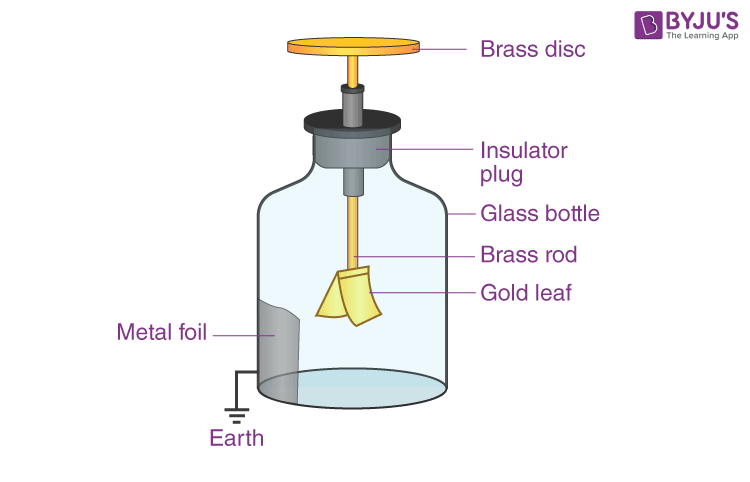 BYJU'S
The Learning App
Brass disc
Insulator
plug
Glass bottle
Brass rod
Gold leaf
Metal foil
Earth